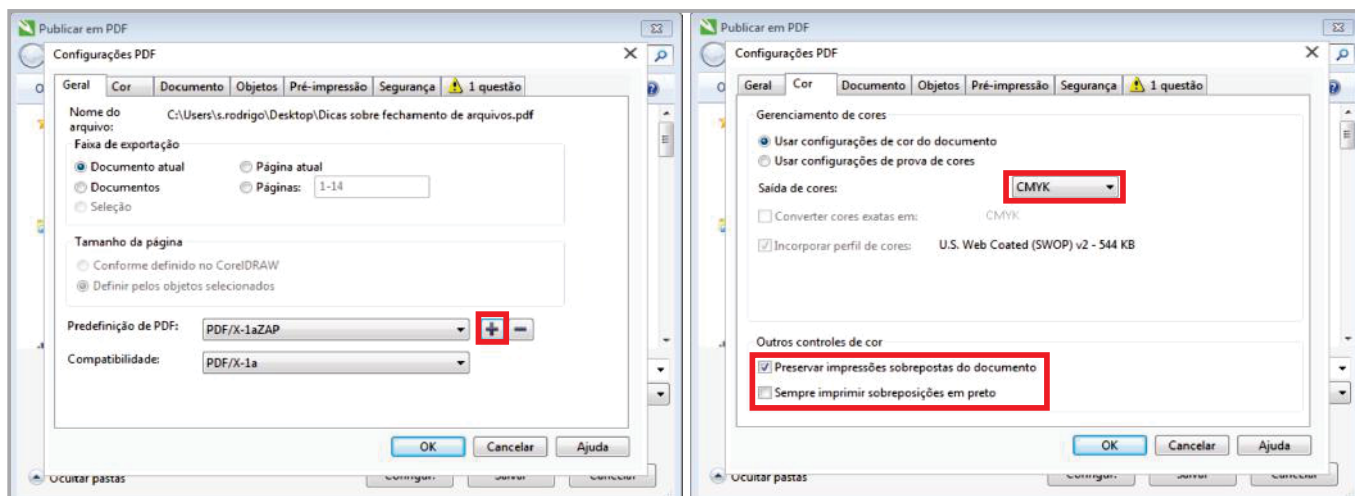 Publicar em PDF
Configurações PDF
Geral Cor Documento Objetos Pré-impressão Segurança 1 questão
Nome do arquivo: C:\Users\s.rodrigo\Desktop\Dicas sobre fechamento de arquivos.pdf
Faixa de exportação
Documento atual Página atual
Documentos Páginas: 1-14
Seleção
Tamanho da página
Conforme definido no CorelDRAW
Definir pelos objetos selecionados
Predefinição de PDF: PDF/X-1aZAP
Compatibilidade: PDF/X-1a
OK Cancelar Ajuda
Ocultar pastas Configur. Salvar Cancelar
Publicar em PDF
Configurações PDF
Geral Cor Documento Objetos Pré-impressão Segurança 1 questão
Gerenciamento de cores
Usar configurações de cor do documento
Usar configurações de prova de cores
Saída de cores: CMYK
Converter cores exatas em: CMYK
Incorporar perfil de cores: U.S. Web Coated (SWOP) v2 - 544 KB
Outros controles de cor
Preservar impressões sobrepostas do documento
Sempre imprimir sobreposições em preto
OK Cancelar Ajuda
Ocultar pastas Configur. Salvar Cancelar